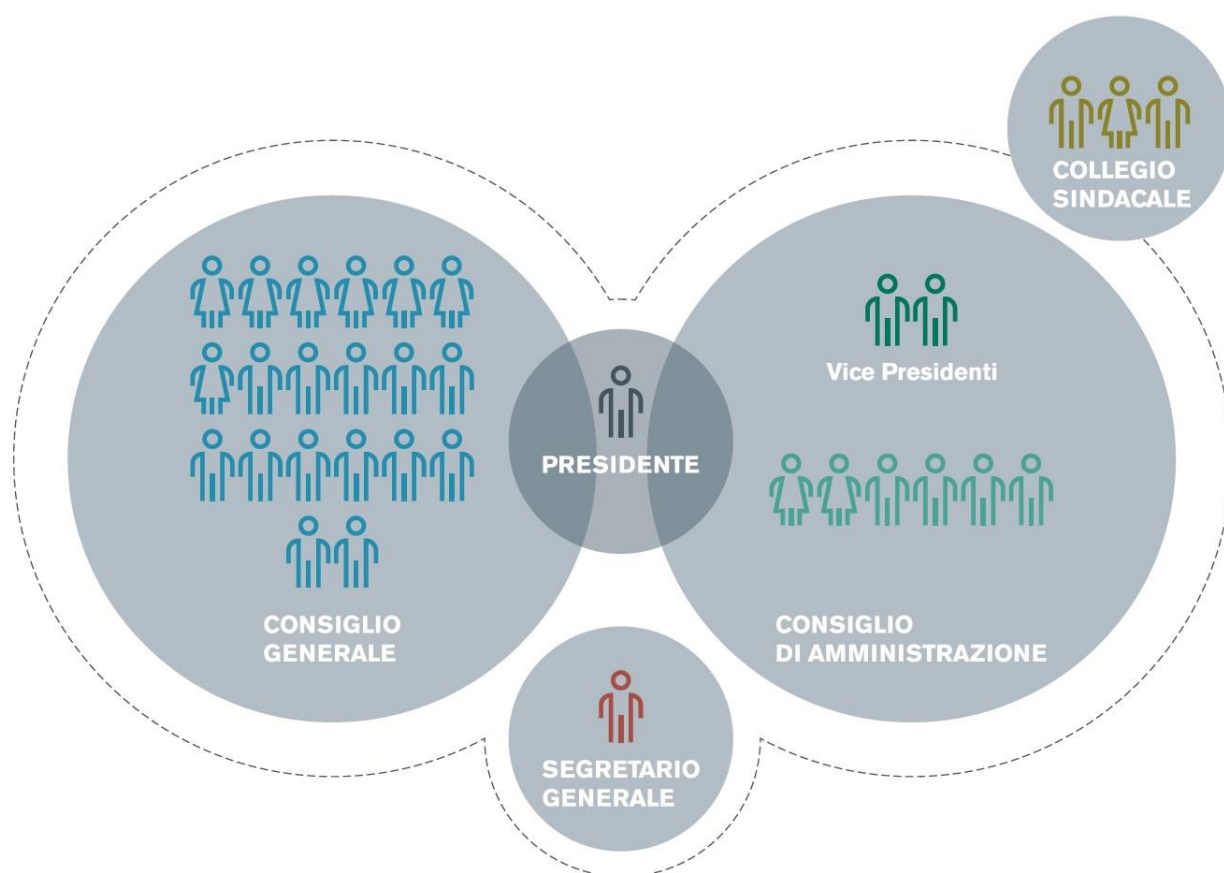 COLLEGIO
SINDACALE
Vice Presidenti
PRESIDENTE
CONSIGLIO
GENERALE
CONSIGLIO
DI AMMINISTRAZIONE
SEGRETARIO
GENERALE